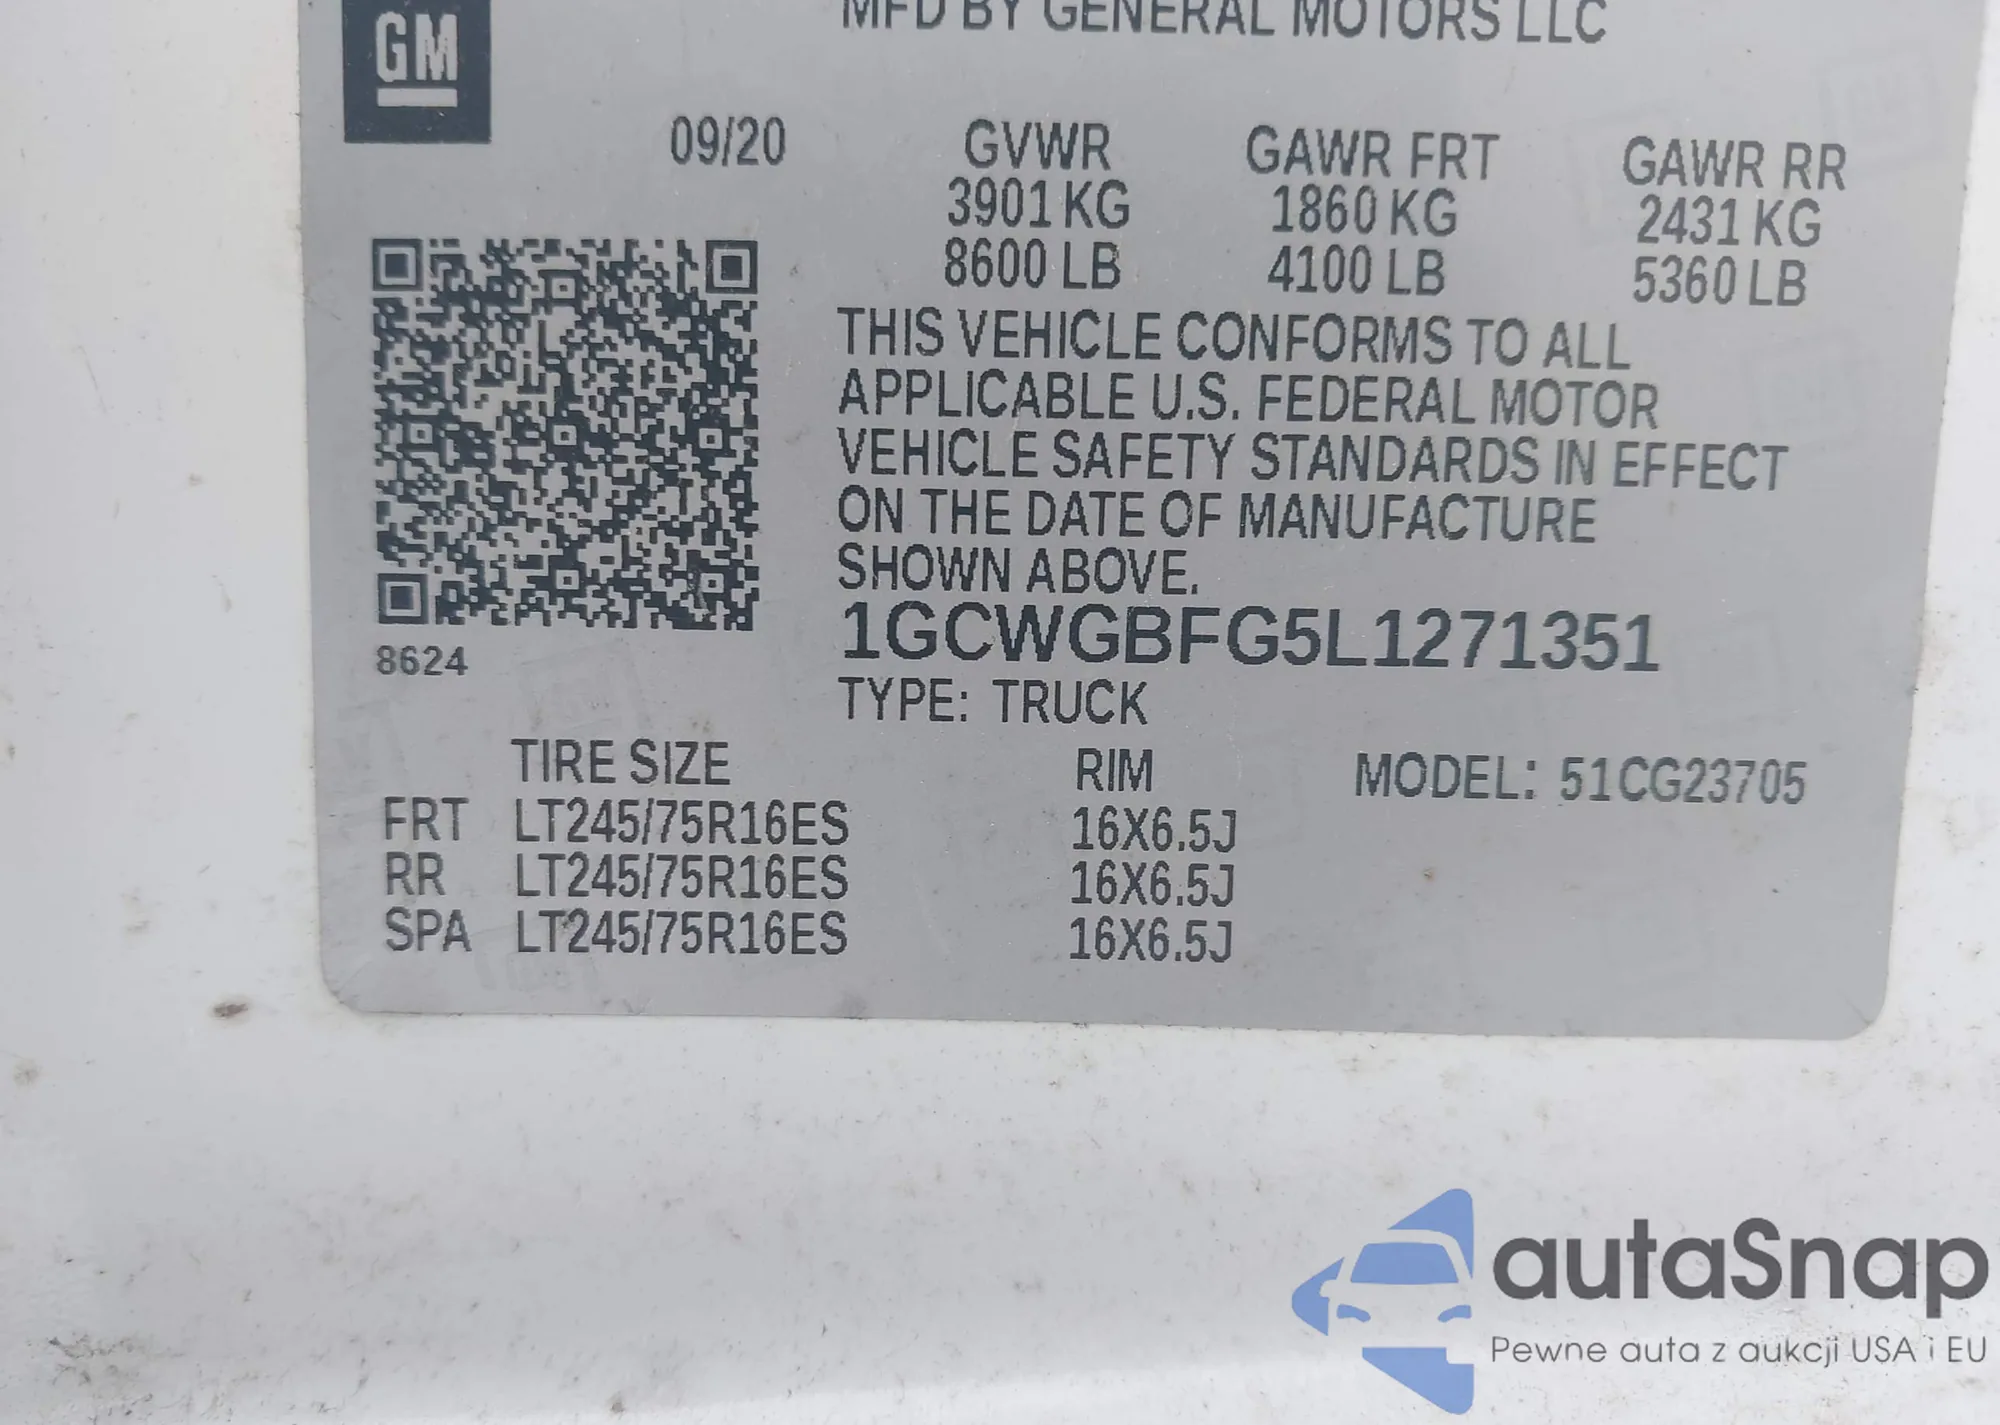 GM
MFD BY GENERAL MOTORS LLC
09/20
GVWR
3901 KG
8600 LB
GAWR FRT
1860 KG
4100 LB
GAWR RR
2431 KG
5360 LB
THIS VEHICLE CONFORMS TO ALL
APPLICABLE U.S. FEDERAL MOTOR
VEHICLE SAFETY STANDARDS IN EFFECT
ON THE DATE OF MANUFACTURE
SHOWN ABOVE.
1GCWGBFG5L1271351
8624
TYPE: TRUCK
TIRE SIZE RIM MODEL: 51CG23705
FRT LT245/75R16ES 16X6.5J
RR LT245/75R16ES 16X6.5J
SPA LT245/75R16ES 16X6.5J
autaSnap
Pewne auta z aukcji USA i EU